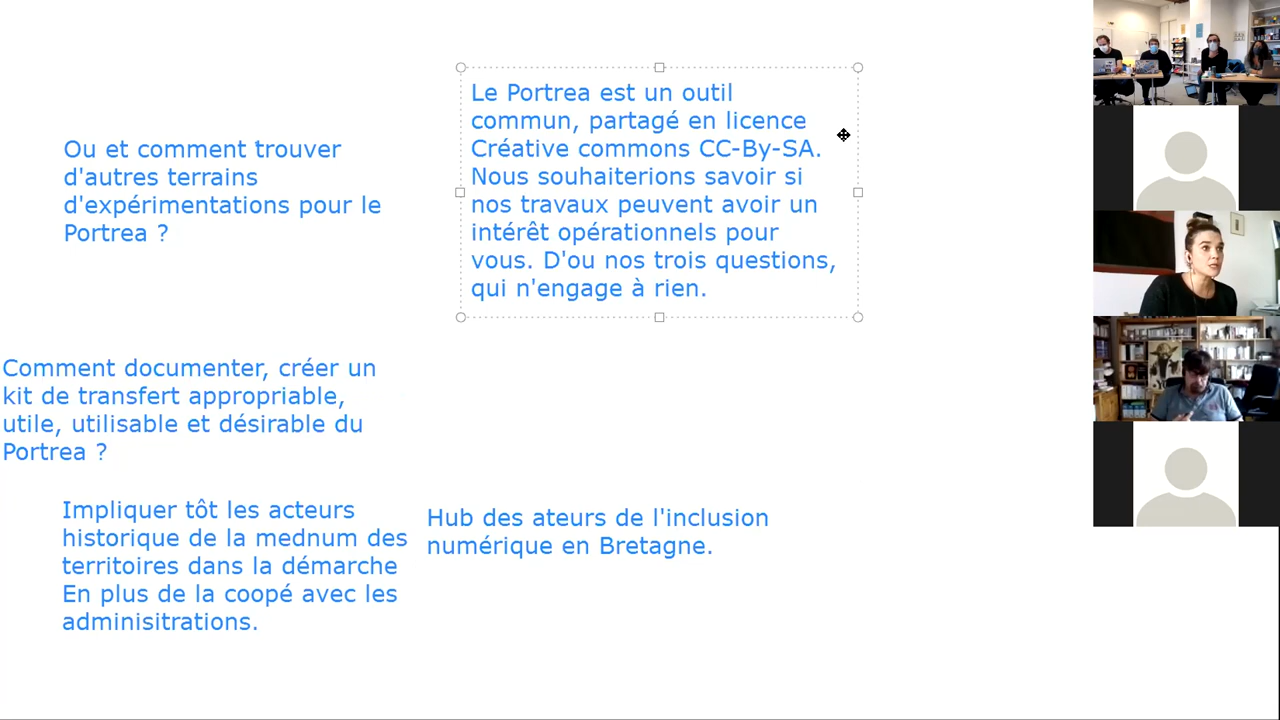 Ou et comment trouver
d'autres terrains
d'expérimentations pour le
Portrea ?
Le Portrea est un outil
commun, partagé en licence
Créative commons CC-By-SA.
Nous souhaiterions savoir si
nos travaux peuvent avoir un
intérêt opérationnels pour
vous. D'ou nos trois questions,
qui n'engage à rien.
Comment documenter, créer un
kit de transfert appropriable,
utile, utilisable et désirable du
Portrea ?
Impliquer tôt les acteurs
historique de la mednum des
territoires dans la démarche
En plus de la coopé avec les
adminisitrations.
Hub des ateurs de l'inclusion
numérique en Bretagne.